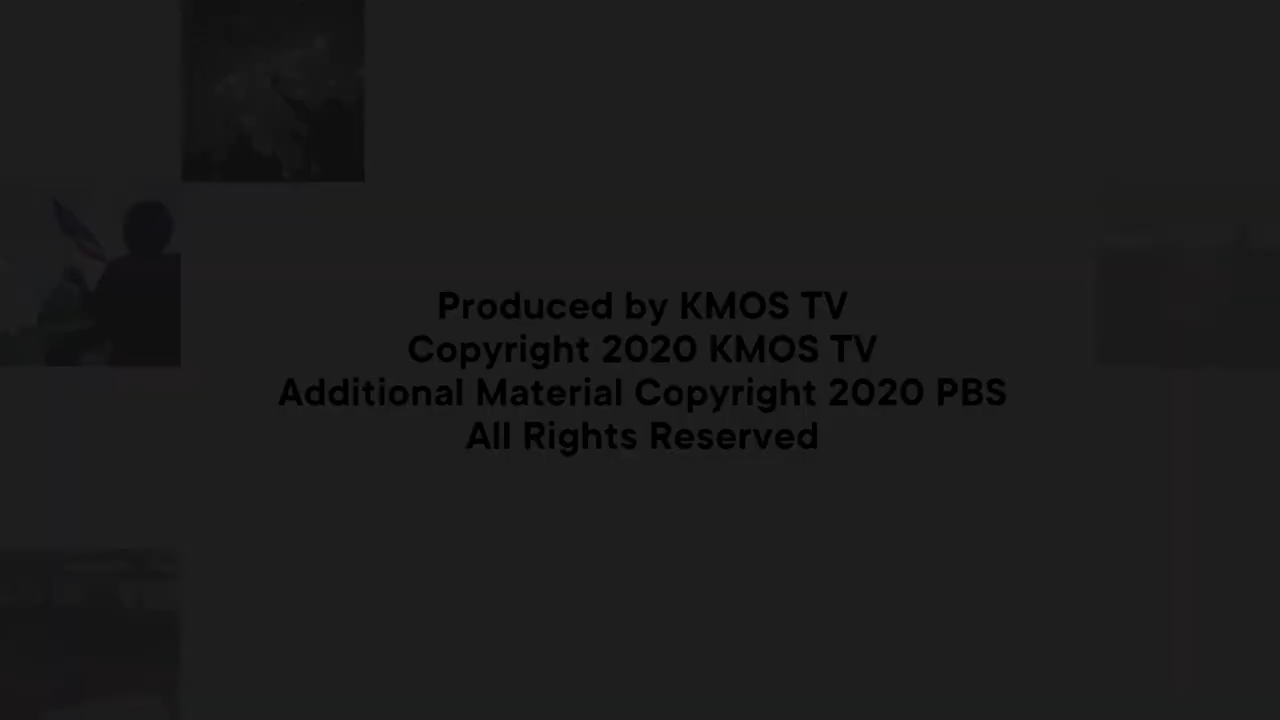 Produced by KMOS TV
Copyright 2020 KMOS TV
Additional Material Copyright 2020 PBS
All Rights Reserved